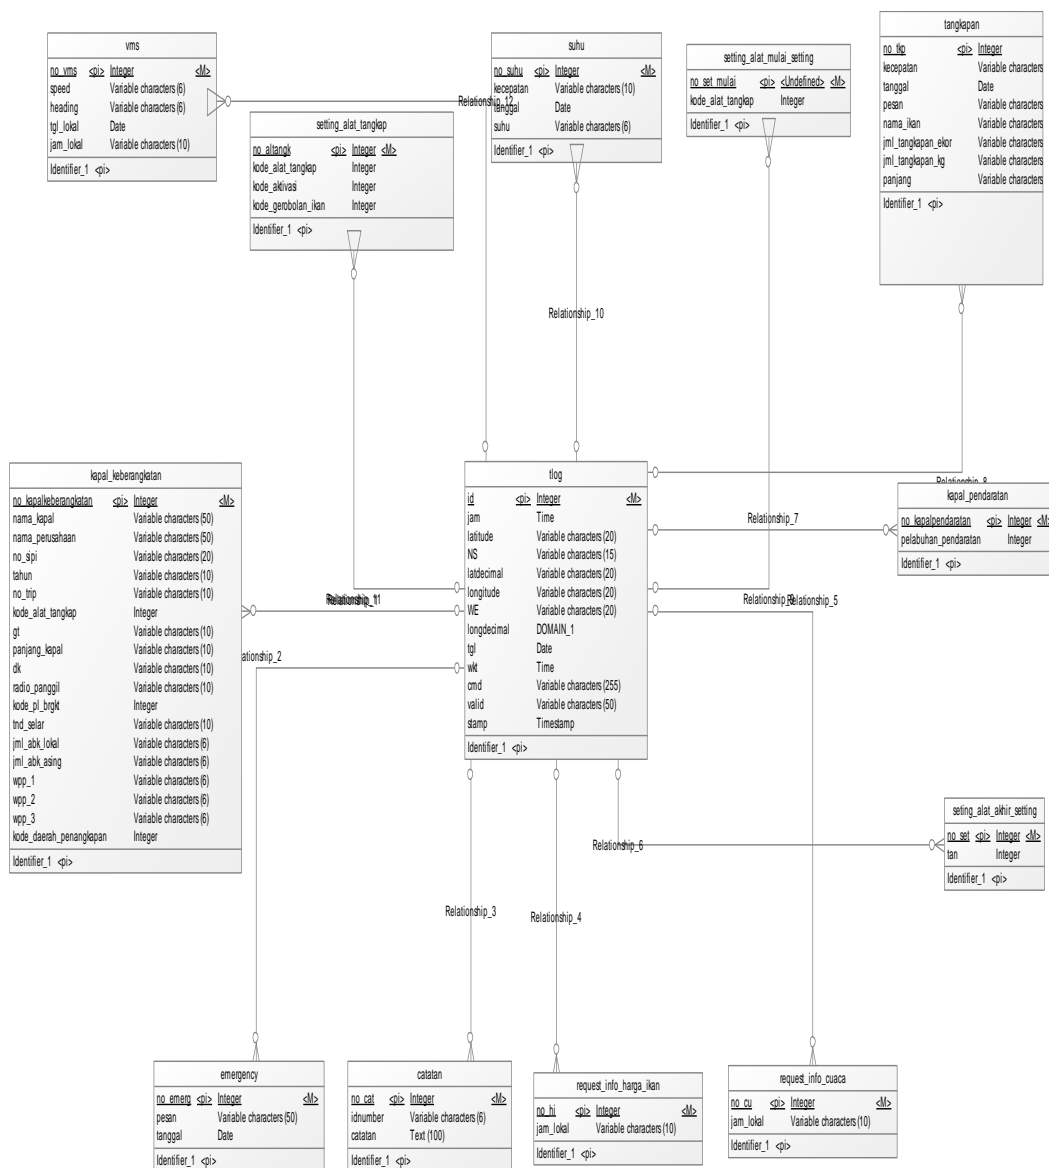 vms
no_vms <pi> Integer <M>
speed Variable characters (6)
heading Variable characters (6)
tgl_lokal Date
jam_lokal Variable characters (10)
Identifier_1 <pi>
suhu
no_suhu <pi> Integer <M>
kecepatan Variable characters (10)
tanggal Date
suhu Variable characters (6)
Identifier_1 <pi>
setting_alat_mulai_setting
no_set_mulai <pi> <Undefined> <M>
kode_alat_tangkap Integer
Identifier_1 <pi>
tangkapan
no_tkp <pi> Integer
kecepatan Variable characters
tanggal Date
pesan Variable characters
nama_ikan Variable characters
jml_tangkapan_ekor Variable characters
jml_tangkapan_kg Variable characters
panjang Variable characters
Identifier_1 <pi>
Relationship_12
setting_alat_tangkap
no_altangk <pi> Integer <M>
kode_alat_tangkap Integer
kode_aktivasi Integer
kode_gerobolan_ikan Integer
Identifier_1 <pi>
Relationship_10
kapal_keberangkatan
no_kapalkeberangkatan <pi> Integer <M>
nama_kapal Variable characters (50)
nama_perusahaan Variable characters (50)
no_sipi Variable characters (20)
tahun Variable characters (10)
no_trip Variable characters (10)
kode_alat_tangkap Integer
gt Variable characters (10)
panjang_kapal Variable characters (10)
dk Variable characters (10)
radio_panggil Variable characters (10)
kode_pl_brgkt Integer
tnd_selar Variable characters (10)
jml_abk_lokal Variable characters (6)
jml_abk_asing Variable characters (6)
wpp_1 Variable characters (6)
wpp_2 Variable characters (6)
wpp_3 Variable characters (6)
kode_daerah_penangkapan Integer
Identifier_1 <pi>
tlog
id <pi> Integer <M>
jam Time
latitude Variable characters (20)
NS Variable characters (15)
latdecimal Variable characters (20)
longitude Variable characters (20)
WE Variable characters (20)
longdecimal DOMAIN_1
tgl Date
wkt Time
cmd Variable characters (255)
valid Variable characters (50)
stamp Timestamp
Identifier_1 <pi>
Relationship_8
kapal_pendaratan
no_kapalpendaratan <pi> Integer <M>
pelabuhan_pendaratan Integer
Identifier_1 <pi>
Relationship_7
Relationship_11
Relationship_5
ationship_2
seting_alat_akhir_setting
no_set <pi> Integer <M>
tan Integer
Identifier_1 <pi>
Relationship_6
Relationship_3
Relationship_4
emergency
no_emerg <pi> Integer <M>
pesan Variable characters (50)
tanggal Date
Identifier_1 <pi>
catatan
no_cat <pi> Integer <M>
idnumber Variable characters (6)
catatan Text (100)
Identifier_1 <pi>
request_info_harga_ikan
no_hi <pi> Integer <M>
jam_lokal Variable characters (10)
Identifier_1 <pi>
request_info_cuaca
no_cu <pi> Integer <M>
jam_lokal Variable characters (10)
Identifier_1 <pi>